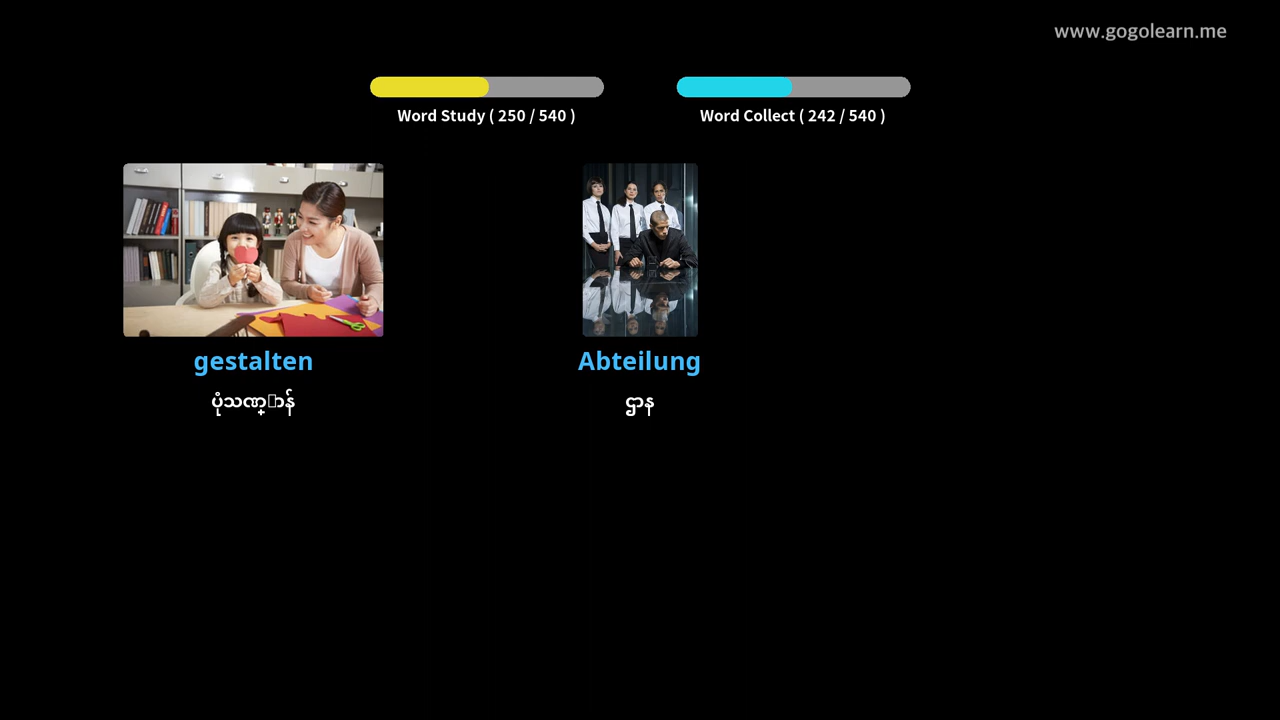 www.gogolearn.me
Word Study ( 250 / 540 )
Word Collect ( 242 / 540 )
gestalten
Abteilung
ဌာန